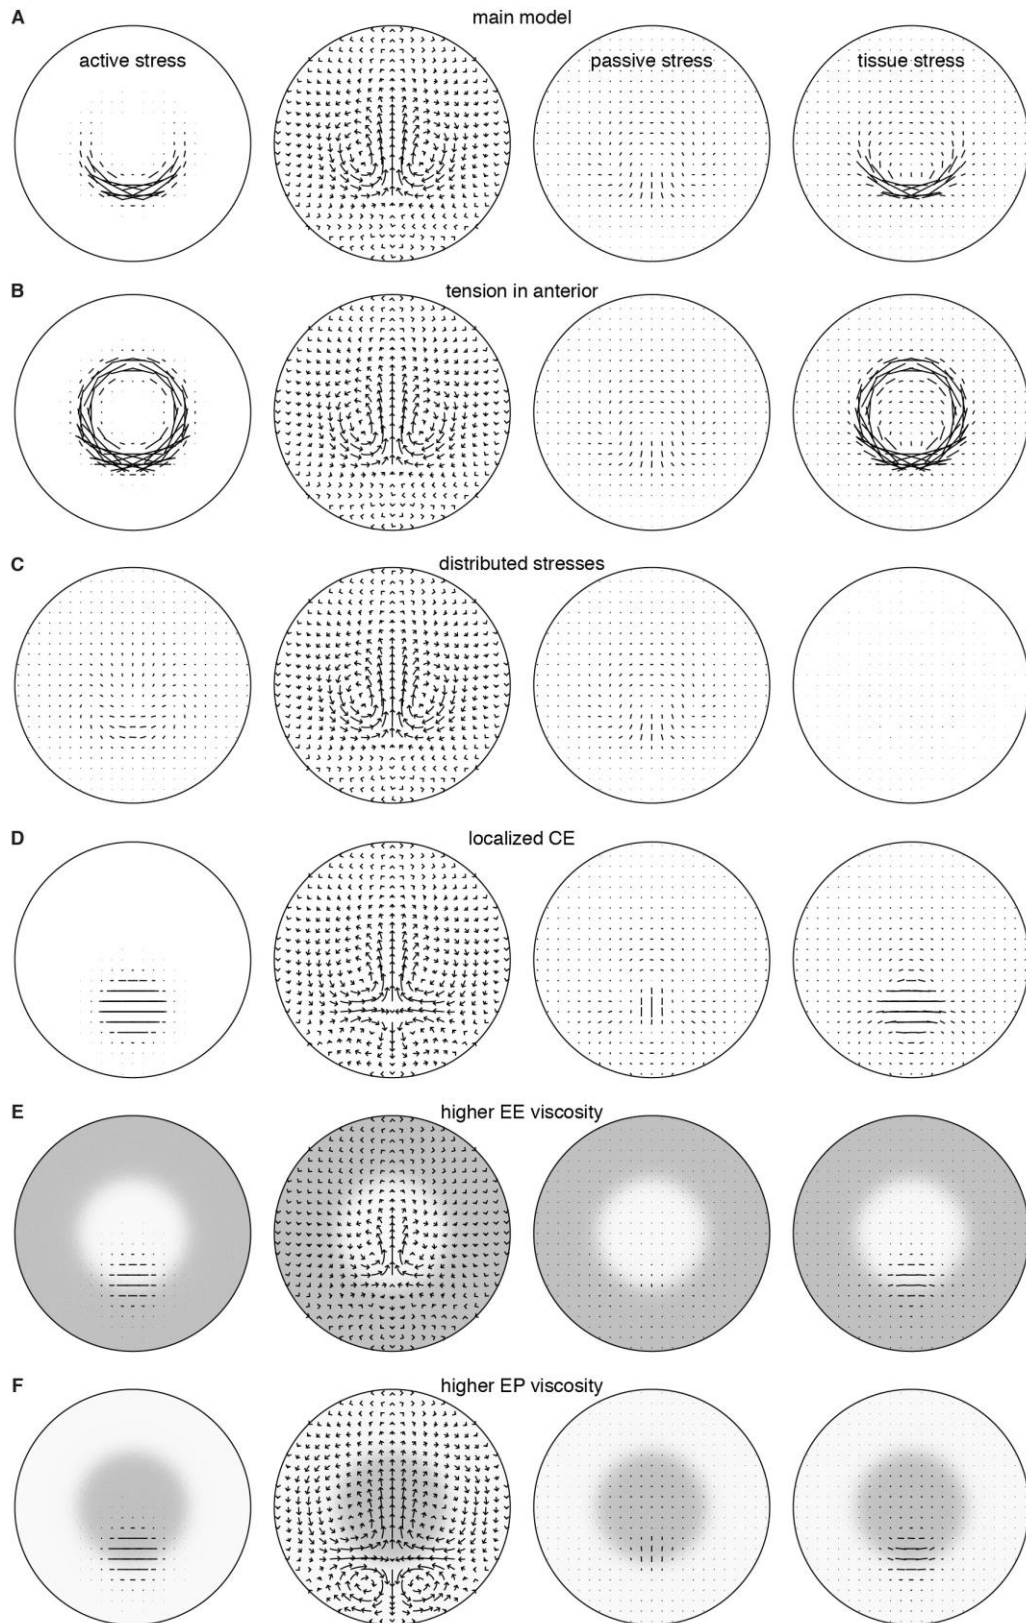 A
main model
active stress
passive stress
tissue stress
B
tension in anterior
C
distributed stresses
D
localized CE
E
higher EE viscosity
F
higher EP viscosity